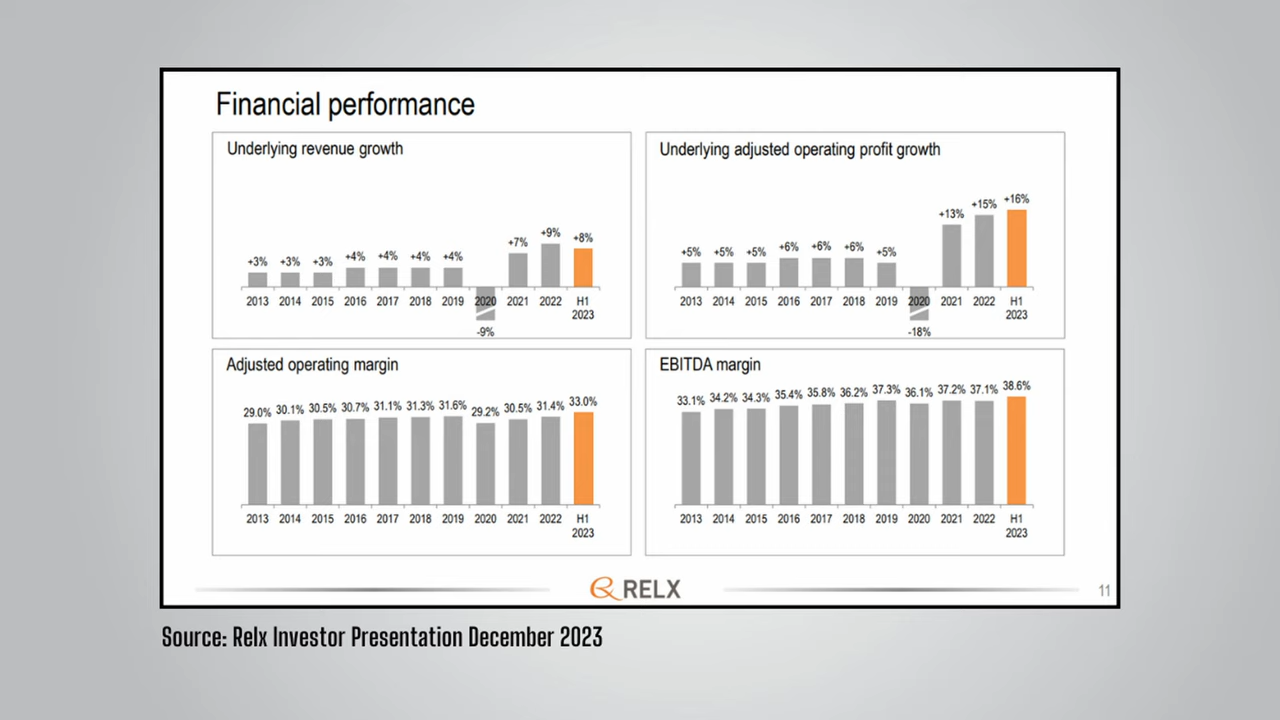 Financial performance
Underlying revenue growth
+3% +3% +3% +4% +4% +4% +4% -9% +7% +9% +8%
2013 2014 2015 2016 2017 2018 2019 2020 2021 2022 H1 2023
Underlying adjusted operating profit growth
+5% +5% +5% +6% +6% +6% +5% -18% +13% +15% +16%
2013 2014 2015 2016 2017 2018 2019 2020 2021 2022 H1 2023
Adjusted operating margin
29.0% 30.1% 30.5% 30.7% 31.1% 31.3% 31.6% 29.2% 30.5% 31.4% 33.0%
2013 2014 2015 2016 2017 2018 2019 2020 2021 2022 H1 2023
EBITDA margin
33.1% 34.2% 34.3% 35.4% 35.8% 36.2% 37.3% 36.1% 37.2% 37.1% 38.6%
2013 2014 2015 2016 2017 2018 2019 2020 2021 2022 H1 2023
RELX
11
Source: Relx Investor Presentation December 2023